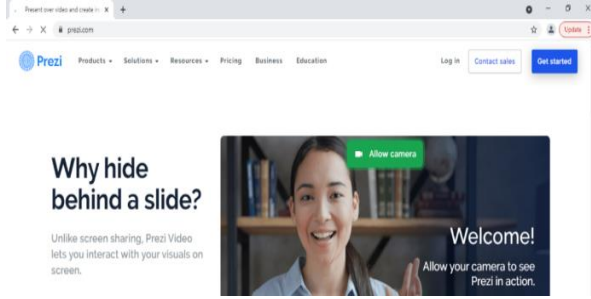 Present over video and create in
prezi.com
Update
Prezi
Products
Solutions
Resources
Pricing
Business
Education
Log in
Contact sales
Get started
Allow camera
Why hide
behind a slide?
Unlike screen sharing, Prezi Video
lets you interact with your visuals on
screen.
Welcome!
Allow your camera to see
Prezi in action.